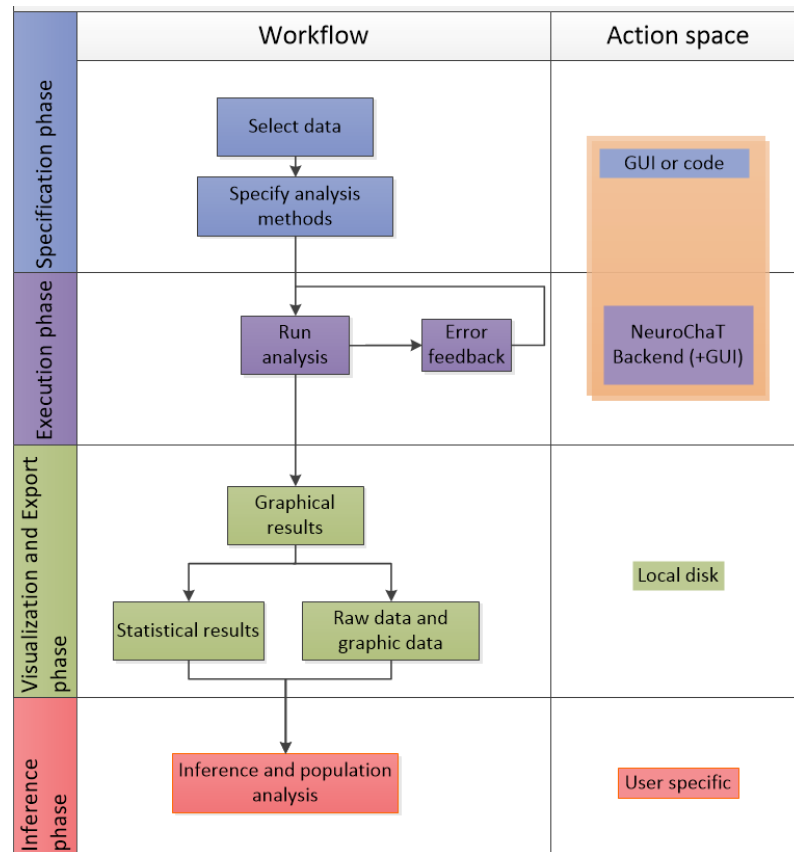 Workflow
Action space
Specification phase
Select data
Specify analysis
methods
GUI or code
Execution phase
Run
analysis
Error
feedback
NeuroChaT
Backend (+GUI)
Visualization and Export
phase
Graphical
results
Statistical results
Raw data and
graphic data
Local disk
Inference
phase
Inference and population
analysis
User specific